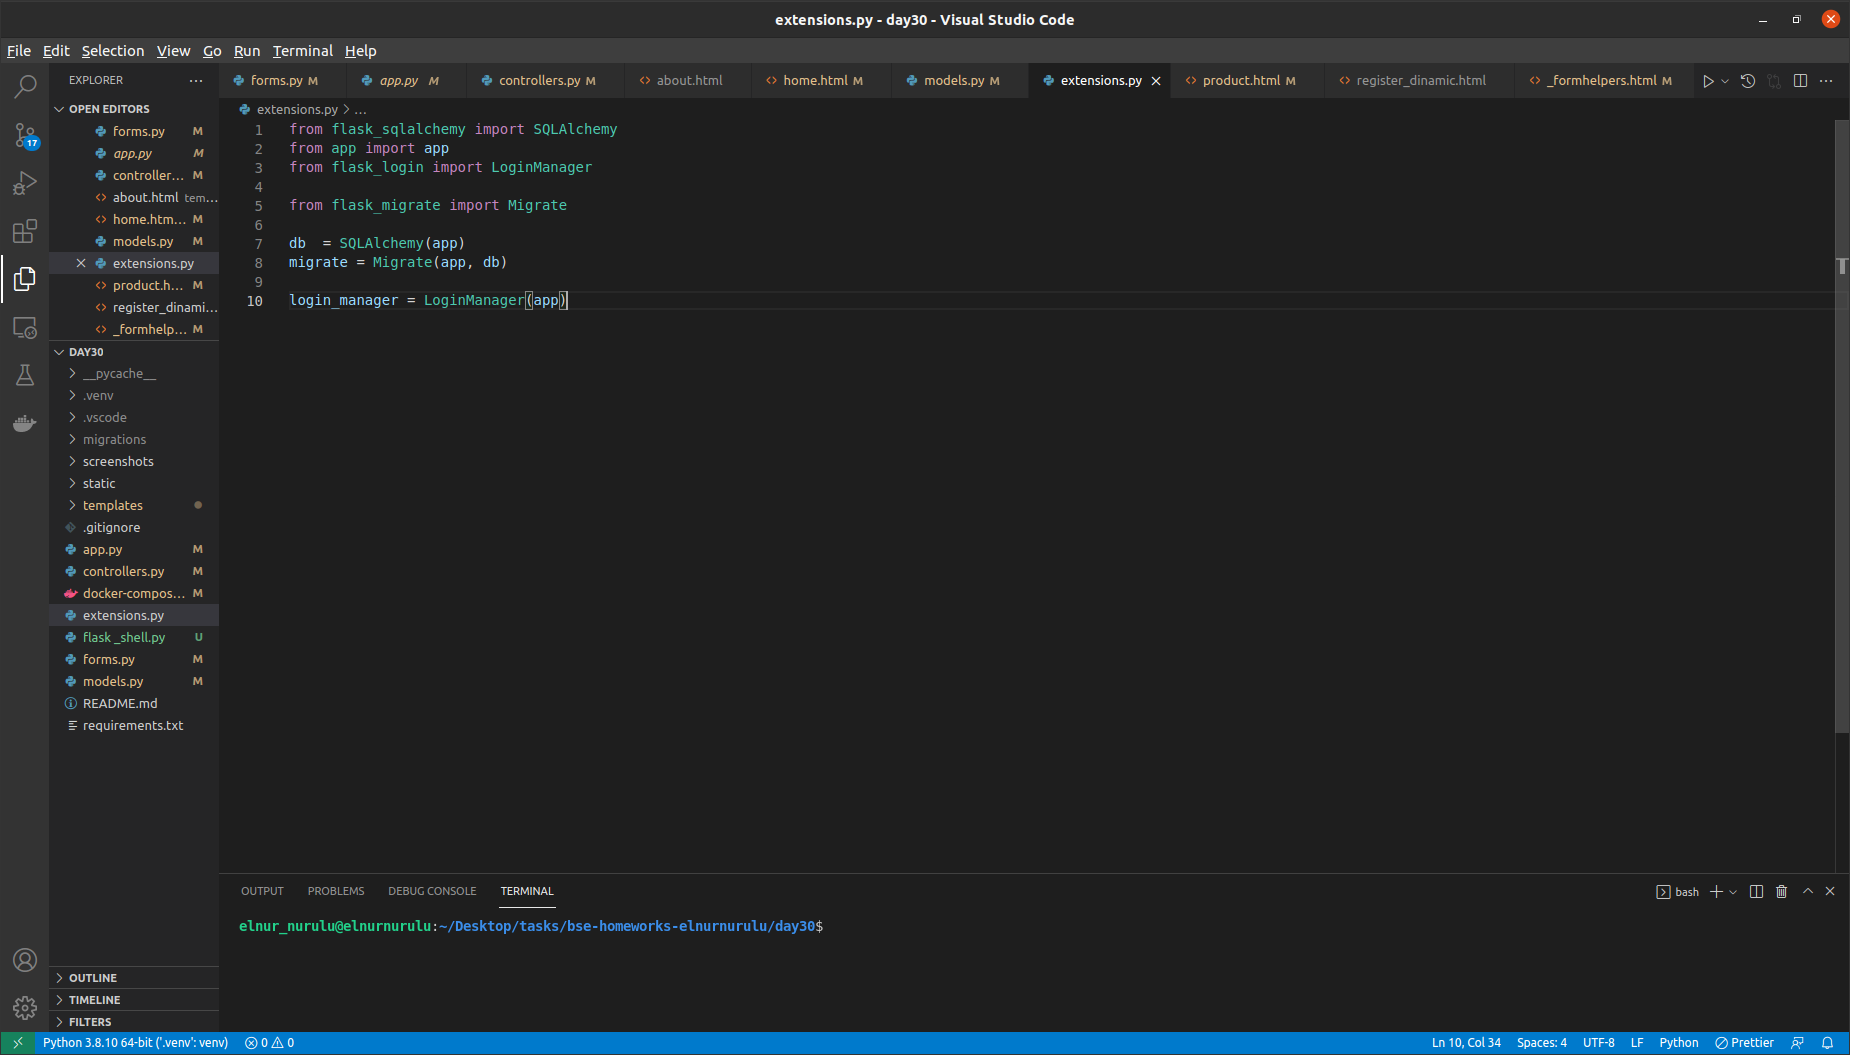 extensions.py - day30 - Visual Studio Code
File Edit Selection View Go Run Terminal Help
EXPLORER
forms.py M app.py M controllers.py M about.html home.html M models.py M extensions.py product.html M register_dinamic.html _formhelpers.html M
OPEN EDITORS
forms.py M
app.py M
controller... M
about.html tem...
home.htm... M
models.py M
extensions.py
product.h... M
register_dinami...
_formhelp... M
DAY30
__pycache__
.venv
.vscode
migrations
screenshots
static
templates
.gitignore
app.py M
controllers.py M
docker-compos... M
extensions.py
flask _shell.py U
forms.py M
models.py M
README.md
requirements.txt
OUTLINE
TIMELINE
FILTERS
17
extensions.py > ...
1 from flask_sqlalchemy import SQLAlchemy
2 from app import app
3 from flask_login import LoginManager
4
5 from flask_migrate import Migrate
6
7 db  = SQLAlchemy(app)
8 migrate = Migrate(app, db)
9
10 login_manager = LoginManager(app)
OUTPUT PROBLEMS DEBUG CONSOLE TERMINAL
bash
elnur_nurulu@elnurnurulu:~/Desktop/tasks/bse-homeworks-elnurnurulu/day30$
Python 3.8.10 64-bit ('.venv': venv) 0 0 Ln 10, Col 34 Spaces: 4 UTF-8 LF Python Prettier